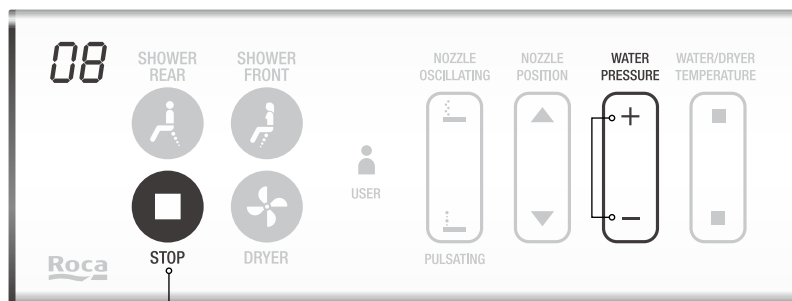 08
SHOWER
REAR
SHOWER
FRONT
NOZZLE
OSCILLATING
NOZZLE
POSITION
WATER
PRESSURE
WATER/DRYER
TEMPERATURE
+
USER
−
STOP
DRYER
PULSATING
Roca